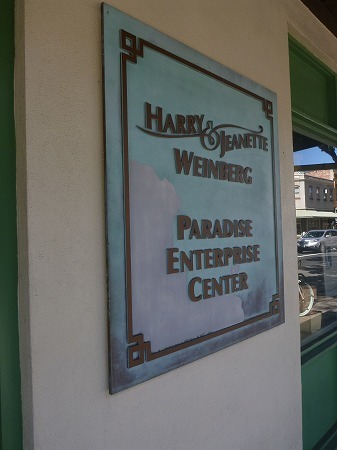 HARRY & JEANETTE
WEINBERG
PARADISE
ENTERPRISE
CENTER